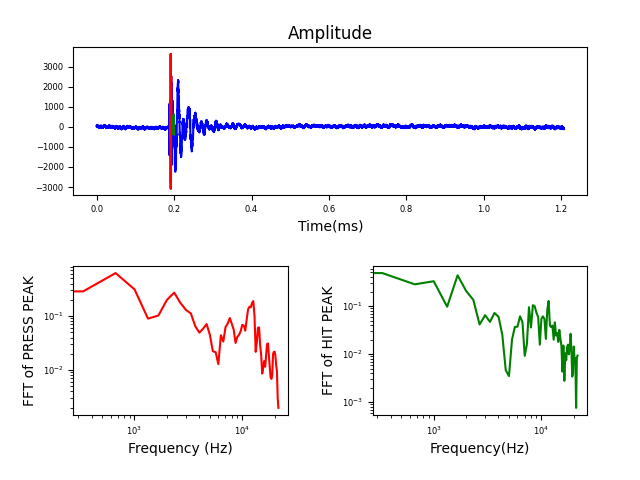 Amplitude
3000
2000
1000
0
−1000
−2000
−3000
0.0 0.2 0.4 0.6 0.8 1.0 1.2
Time(ms)
FFT of PRESS PEAK
10⁻¹
10⁻²
10³ 10⁴
Frequency (Hz)
FFT of HIT PEAK
10⁻¹
10⁻²
10⁻³
10³ 10⁴
Frequency(Hz)